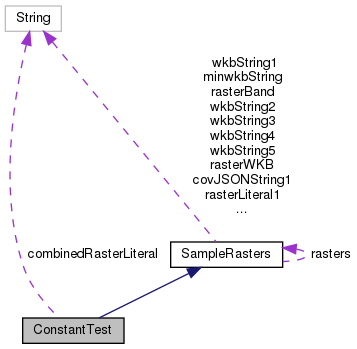 String
wkbString1
minwkbString
rasterBand
wkbString2
wkbString3
wkbString4
wkbString5
rasterWKB
covJSONString1
rasterLiteral1
...
combinedRasterLiteral
SampleRasters
rasters
ConstantTest